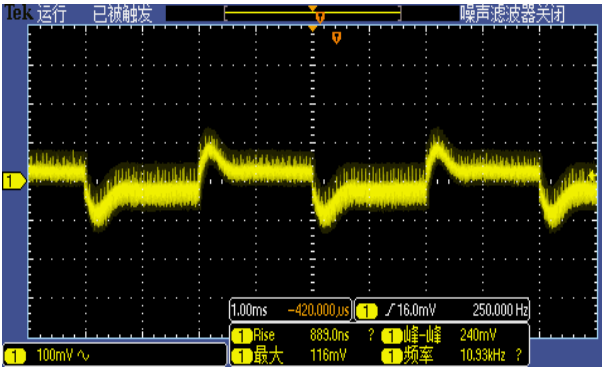 Tek 运行 已被触发 噪声滤波器关闭
T
T
1
1.00ms -420.000μs 1 ∫16.0mV 250.000 Hz
1 Rise 889.0ns ? 1 峰-峰 240mV
1 最大 116mV 1 频率 10.93kHz ?
1 100mV ∿